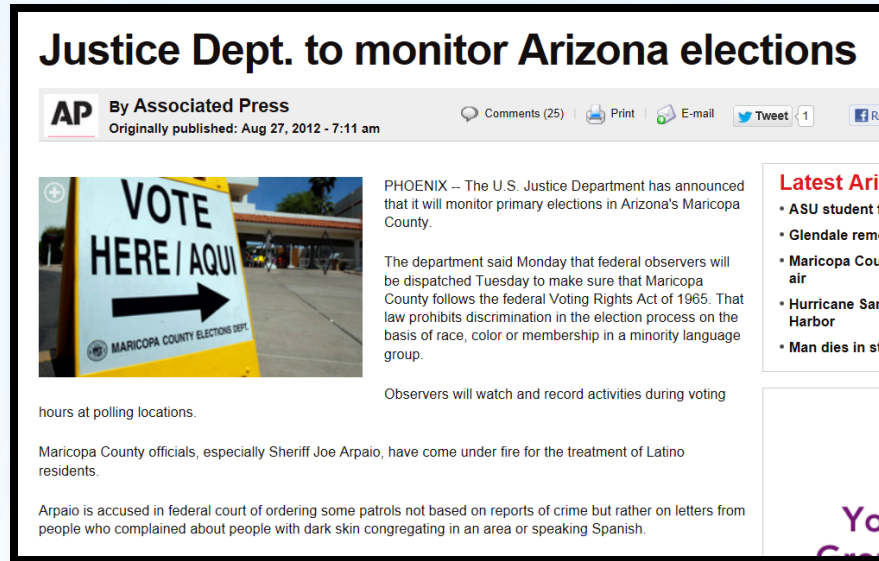 Justice Dept. to monitor Arizona elections
AP
By Associated Press
Originally published: Aug 27, 2012 - 7:11 am
Comments (25)
Print
E-mail
Tweet
1
VOTE
HERE / AQUI
MARICOPA COUNTY ELECTIONS DEPT.
PHOENIX -- The U.S. Justice Department has announced
that it will monitor primary elections in Arizona's Maricopa
County.
The department said Monday that federal observers will
be dispatched Tuesday to make sure that Maricopa
County follows the federal Voting Rights Act of 1965. That
law prohibits discrimination in the election process on the
basis of race, color or membership in a minority language
group.
Observers will watch and record activities during voting
hours at polling locations.
Maricopa County officials, especially Sheriff Joe Arpaio, have come under fire for the treatment of Latino
residents.
Arpaio is accused in federal court of ordering some patrols not based on reports of crime but rather on letters from
people who complained about people with dark skin congregating in an area or speaking Spanish.
Latest Ari
• ASU student
• Glendale rem
• Maricopa Cou
air
• Hurricane Sa
Harbor
• Man dies in s
Yo